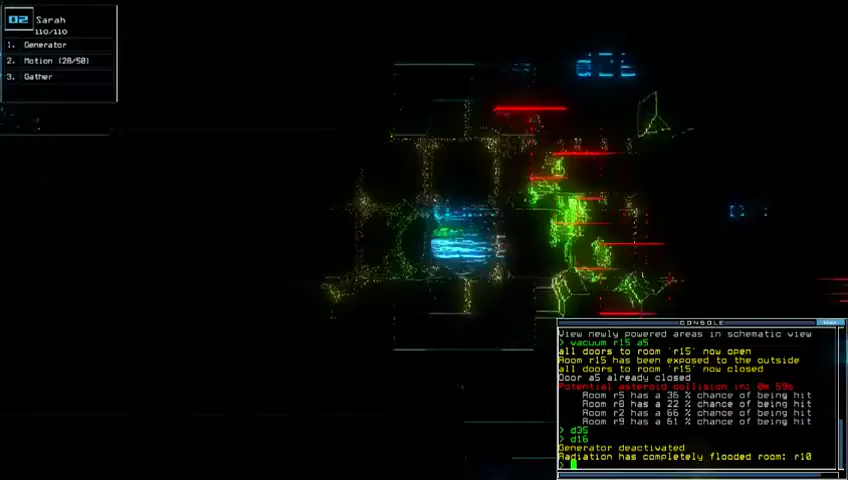 02 Sarah
110/110
1. Generator
2. Motion (28/50)
3. Gather
CONSOLE
View newly powered areas in schematic view
> vacuum r15 a5
all doors to room 'r15' now open
Room r15 has been exposed to the outside
all doors to room 'r15' now closed
Door a5 already closed
Potential asteroid collision in: 0m 59s
Room r5 has a 36 % chance of being hit
Room r8 has a 22 % chance of being hit
Room r2 has a 66 % chance of being hit
Room r9 has a 61 % chance of being hit
> d35
> d16
Generator deactivated
Radiation has completely flooded room: r10
>